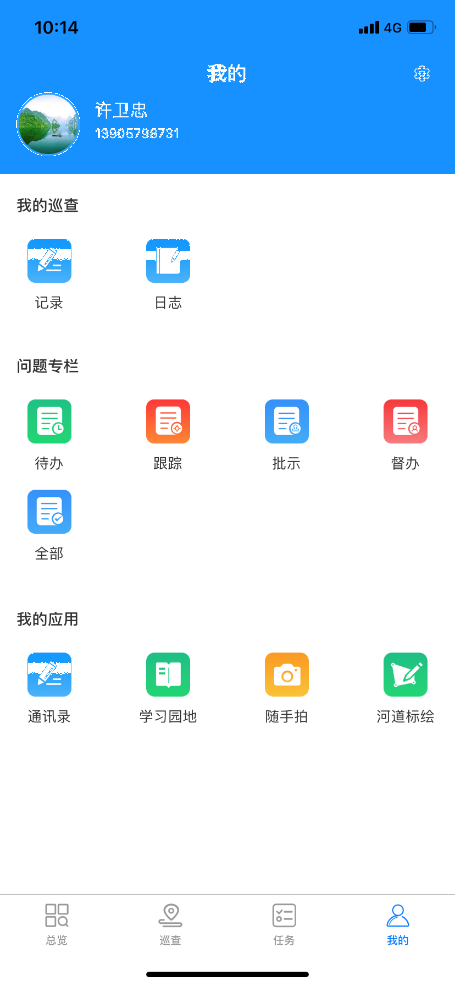 10:14
4G
我的
许卫忠
13905798731
我的巡查
记录
日志
问题专栏
待办
跟踪
批示
督办
全部
我的应用
通讯录
学习园地
随手拍
河道标绘
总览
巡查
任务
我的